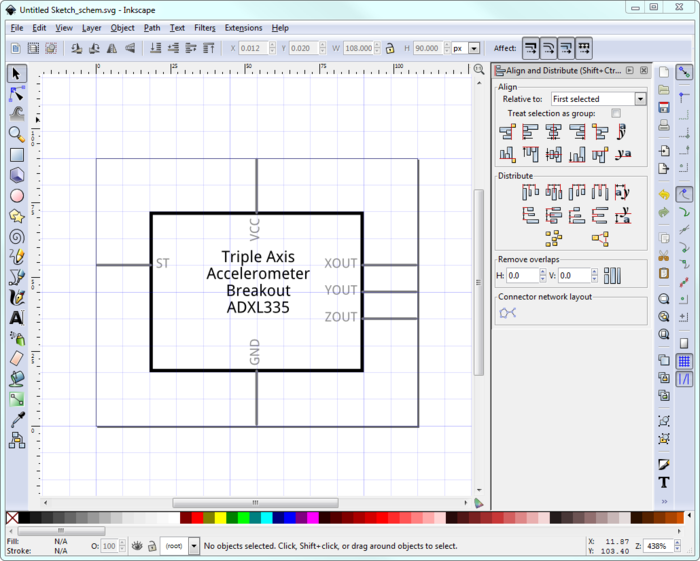 Untitled Sketch_schem.svg - Inkscape
File Edit View Layer Object Path Text Filters Extensions Help
X 0.012 Y 0.020 W 108.000 H 90.000 px Affect:
0 25 50 75 100
Align and Distribute (Shift+Ctr...
Align
Relative to: First selected
Treat selection as group:
Distribute
Remove overlaps
H: 0.0 V: 0.0
Connector network layout
VCC
ST
Triple Axis
Accelerometer
Breakout
ADXL335
XOUT
YOUT
ZOUT
GND
Fill: N/A
Stroke: N/A
O: 100
(root)
No objects selected. Click, Shift+click, or drag around objects to select.
X: 11.87
Y: 103.40
Z: 438%